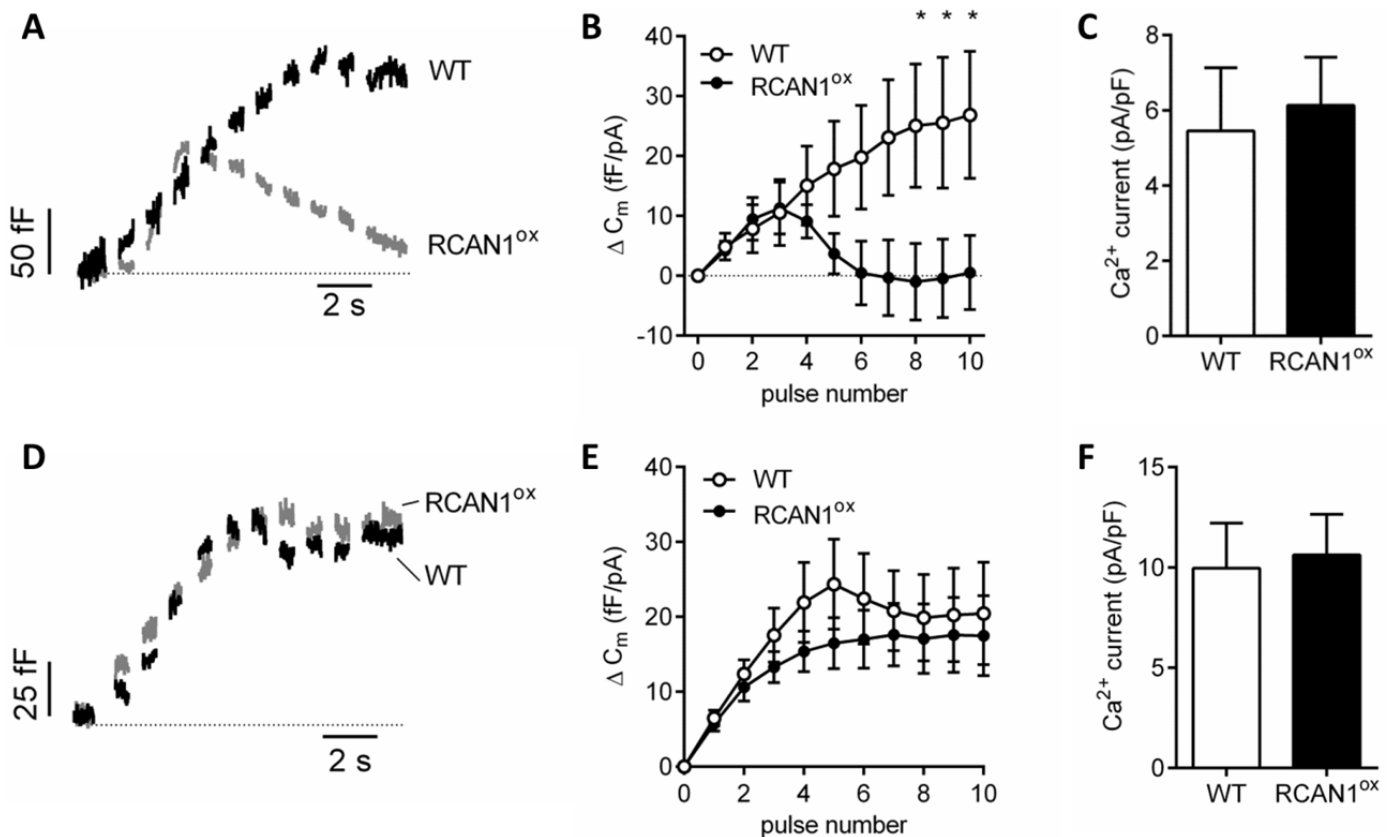 A
WT
RCAN1ox
50 fF
2 s
B
* * *
WT
RCAN1ox
Δ Cm (fF/pA)
40
30
20
10
0
-10
0 2 4 6 8 10
pulse number
C
Ca2+ current (pA/pF)
8
6
4
2
0
WT RCAN1ox
D
RCAN1ox
WT
25 fF
2 s
E
WT
RCAN1ox
Δ Cm (fF/pA)
40
30
20
10
0
0 2 4 6 8 10
pulse number
F
Ca2+ current (pA/pF)
15
10
5
0
WT RCAN1ox